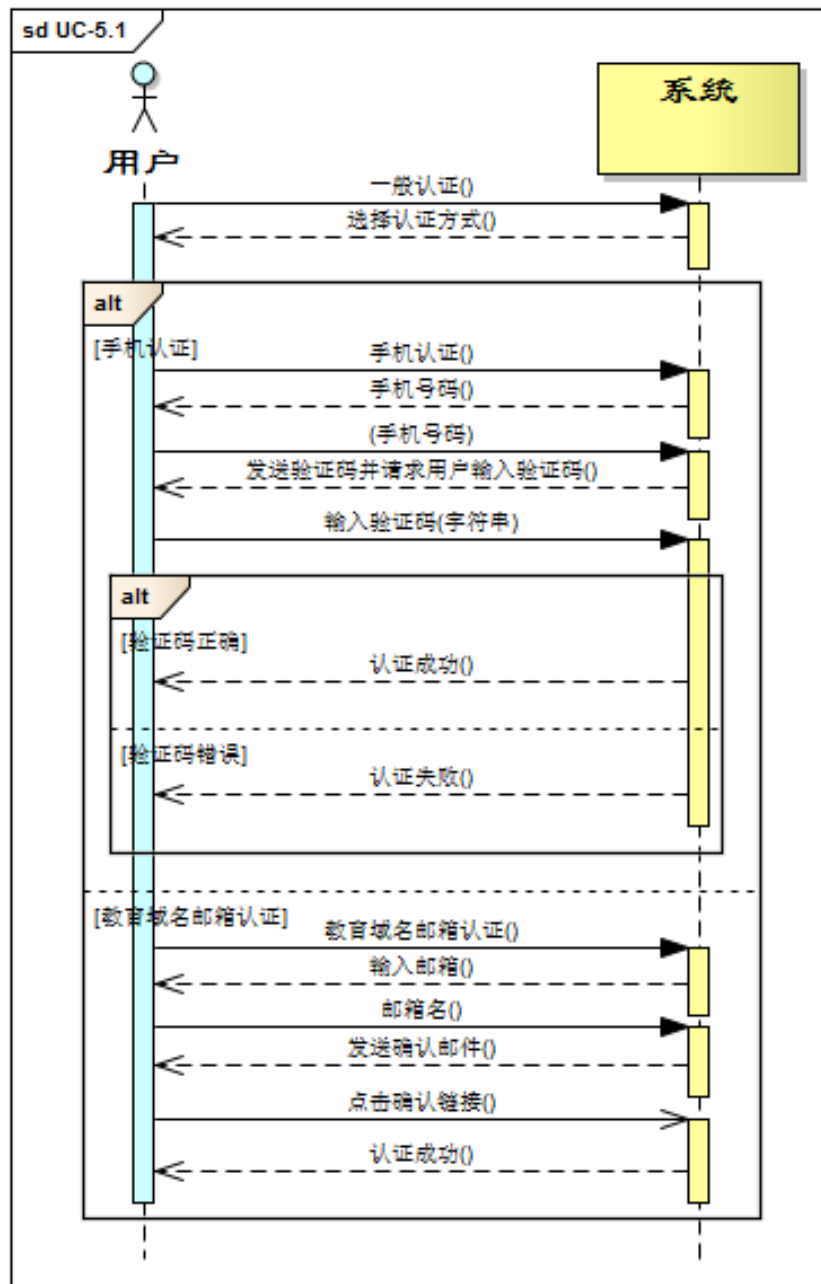 sd UC-5.1
用户
系统
一般认证()
选择认证方式()
alt
[手机认证]
手机认证()
手机号码()
(手机号码)
发送验证码并请求用户输入验证码()
输入验证码(字符串)
alt
[验证码正确]
认证成功()
[验证码错误]
认证失败()
[教育域名邮箱认证]
教育域名邮箱认证()
输入邮箱()
邮箱名()
发送确认邮件()
点击确认链接()
认证成功()